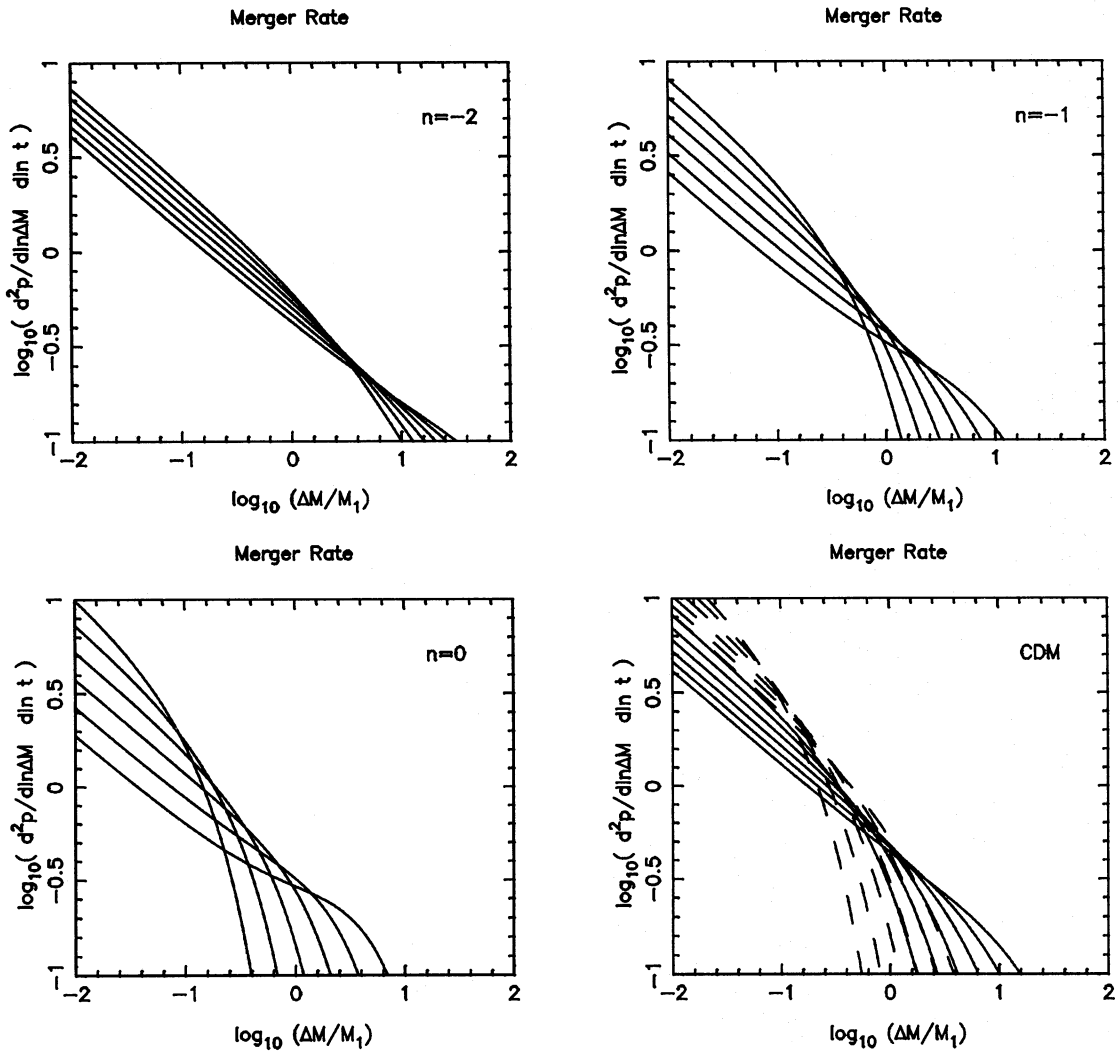 Merger Rate
n=−2
1
0.5
0
−0.5
−1
log₁₀( d²p/dlnΔM dln t )
−2 −1 0 1 2
log₁₀ (ΔM/M₁)
Merger Rate
n=−1
1
0.5
0
−0.5
−1
log₁₀( d²p/dlnΔM dln t )
−2 −1 0 1 2
log₁₀ (ΔM/M₁)
Merger Rate
n=0
1
0.5
0
−0.5
−1
log₁₀( d²p/dlnΔM dln t )
−2 −1 0 1 2
log₁₀ (ΔM/M₁)
Merger Rate
CDM
1
0.5
0
−0.5
−1
log₁₀( d²p/dlnΔM dln t )
−2 −1 0 1 2
log₁₀ (ΔM/M₁)